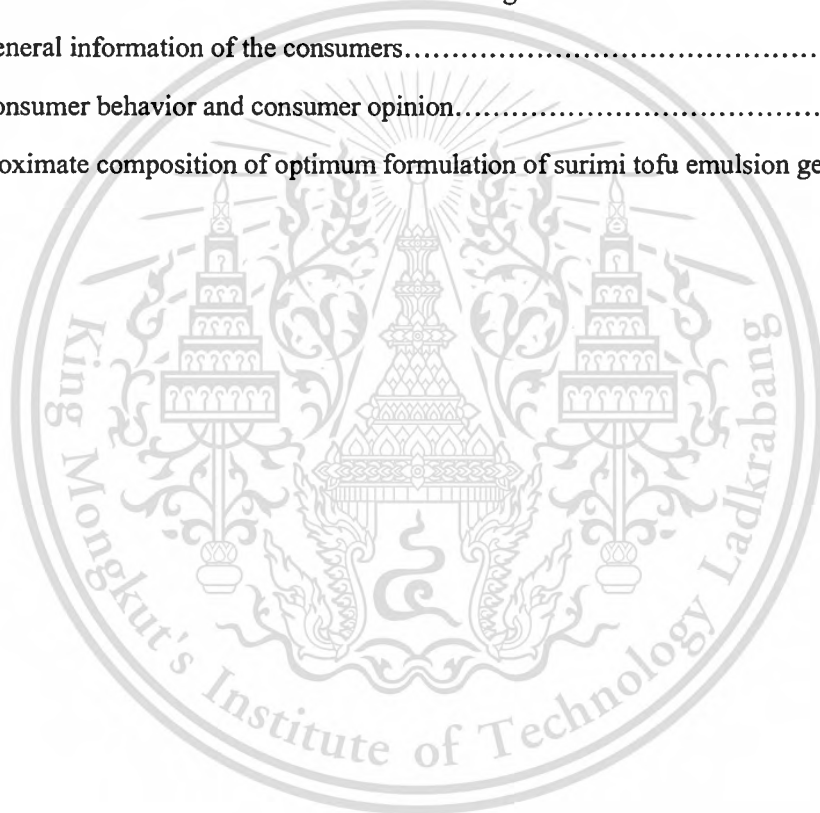 eneral information of the consumers……………………………………
onsumer behavior and consumer opinion………………………………
oximate composition of optimum formulation of surimi tofu emulsion ge
King Mongkut's Institute of Technology Ladkrabang